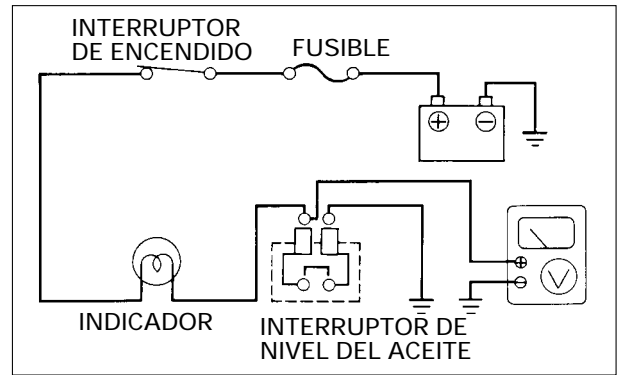 INTERRUPTOR
DE ENCENDIDO
FUSIBLE
+ −
+
−
V
INDICADOR
INTERRUPTOR DE
NIVEL DEL ACEITE